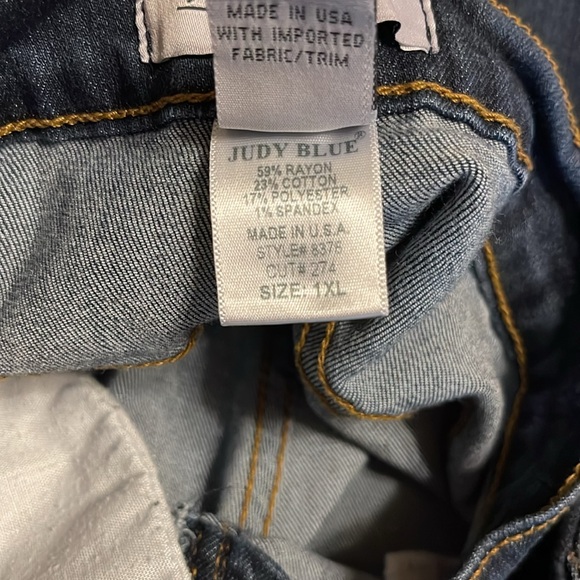 MADE IN USA
WITH IMPORTED
FABRIC/TRIM
JUDY BLUE®
59% RAYON
23% COTTON
17% POLYESTER
1% SPANDEX
MADE IN U.S.A
STYLE# 8376
CUT# 274
SIZE: 1XL